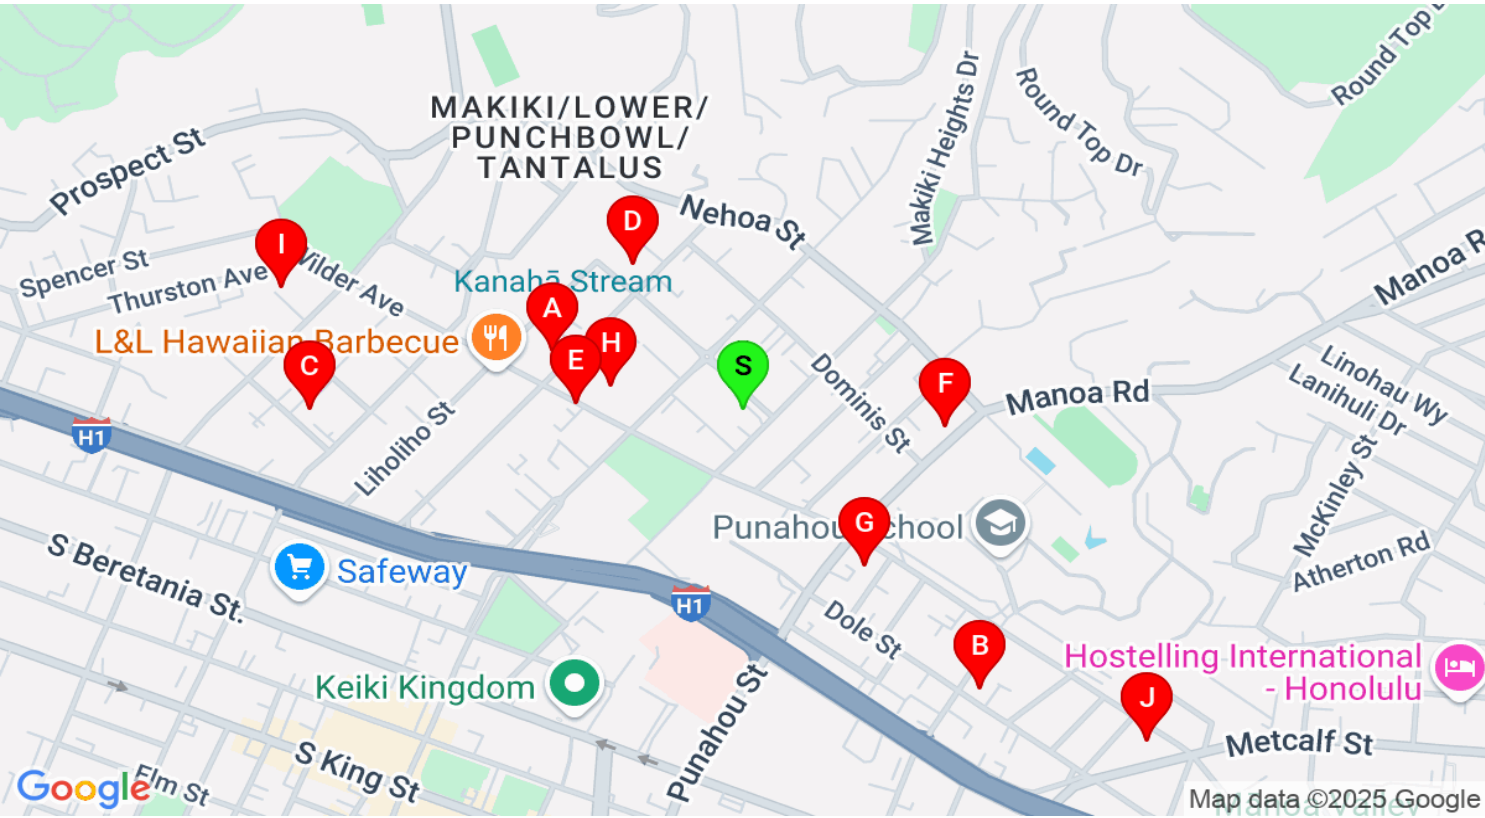 Round Top D
MAKIKI/LOWER/
PUNCHBOWL/
TANTALUS
Makiki Heights Dr
Round Top Dr
Prospect St
Nehoa St
D
I
Spencer St
Thurston Ave
Wilder Ave
Kanahā Stream
Manoa R
A
L&L Hawaiian Barbecue
E
H
S
C
F
Dominis St
Manoa Rd
Linohau Wy
Lanihuli Dr
H1
Liholiho St
McKinley St
G
Punahou School
S Beretania St.
Safeway
Atherton Rd
H1
Dole St
B
Hostelling International
- Honolulu
Keiki Kingdom
J
Punahou St
Metcalf St
S King St
Elm St
Google
Map data ©2025 Google
Mānoa Valley